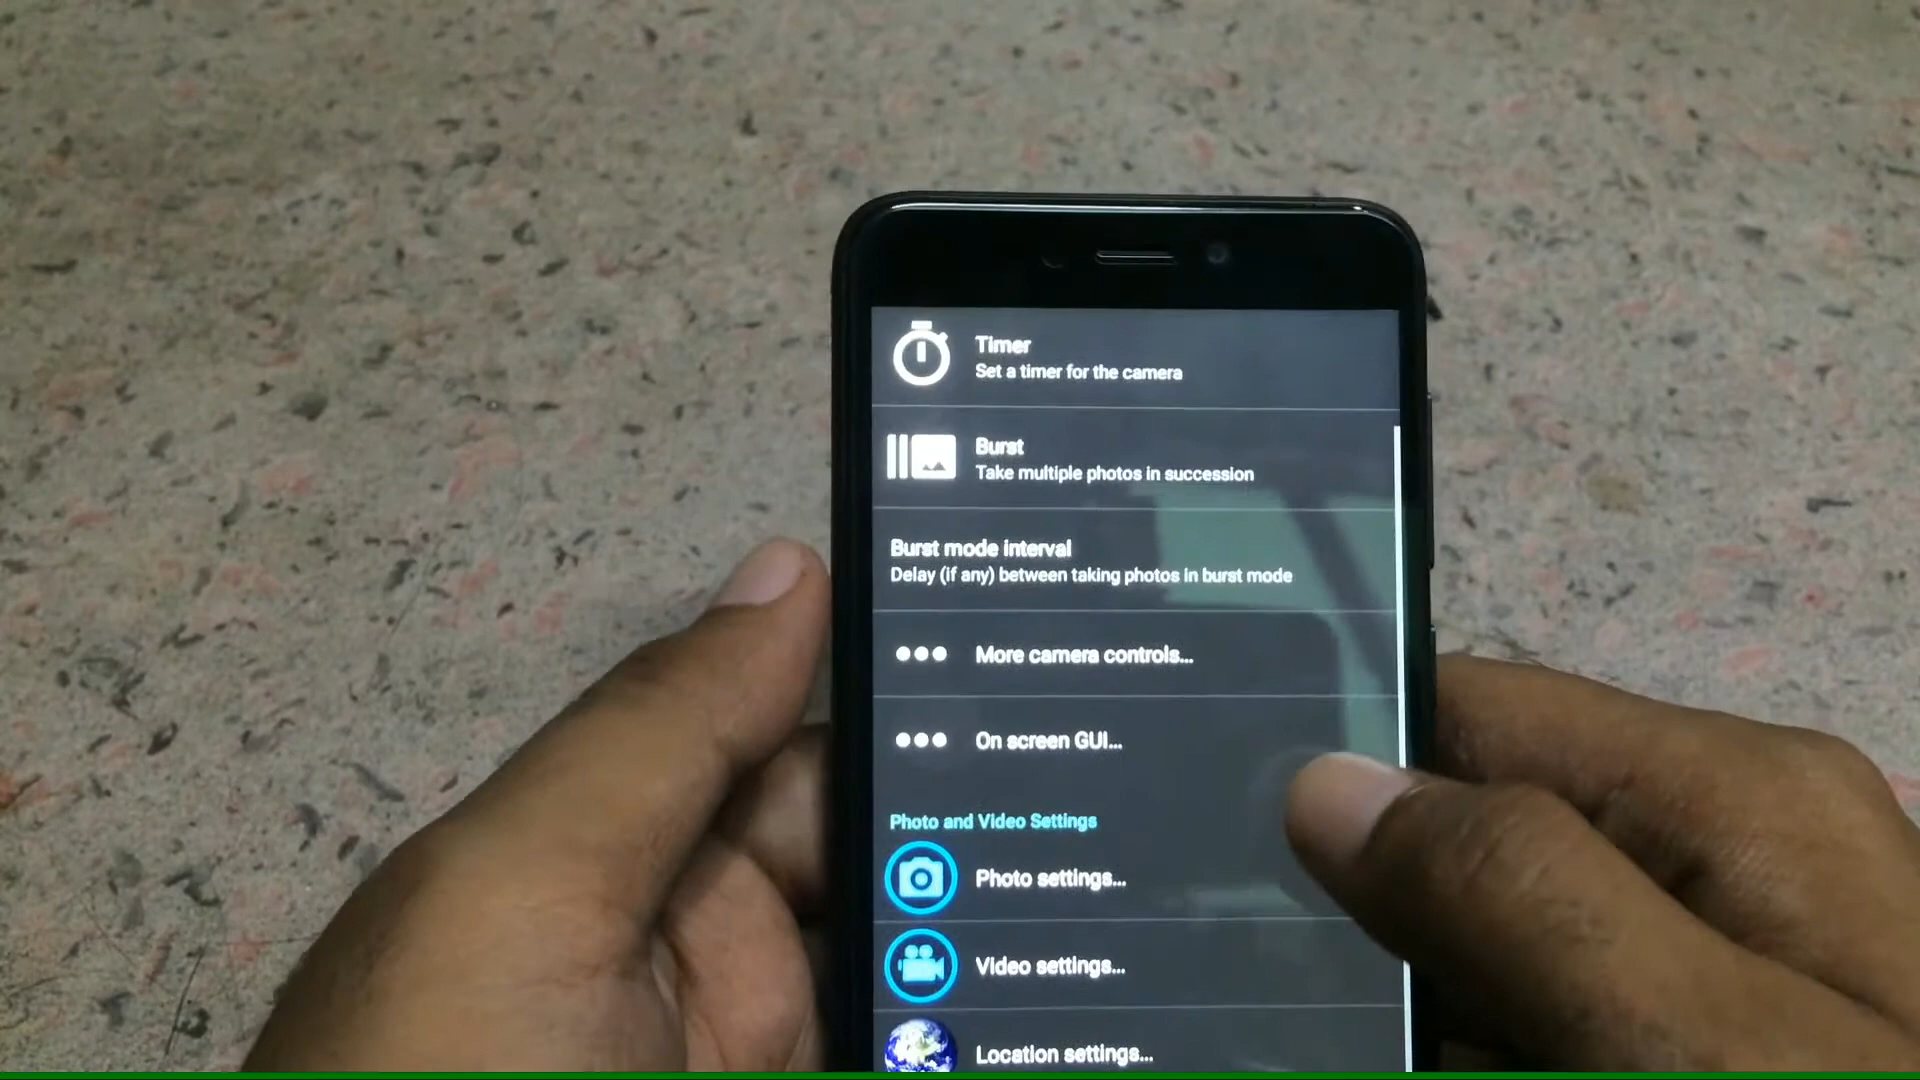 Timer
Set a timer for the camera
Burst
Take multiple photos in succession
Burst mode interval
Delay (if any) between taking photos in burst mode
More camera controls...
On screen GUI...
Photo and Video Settings
Photo settings...
Video settings...
Location settings...